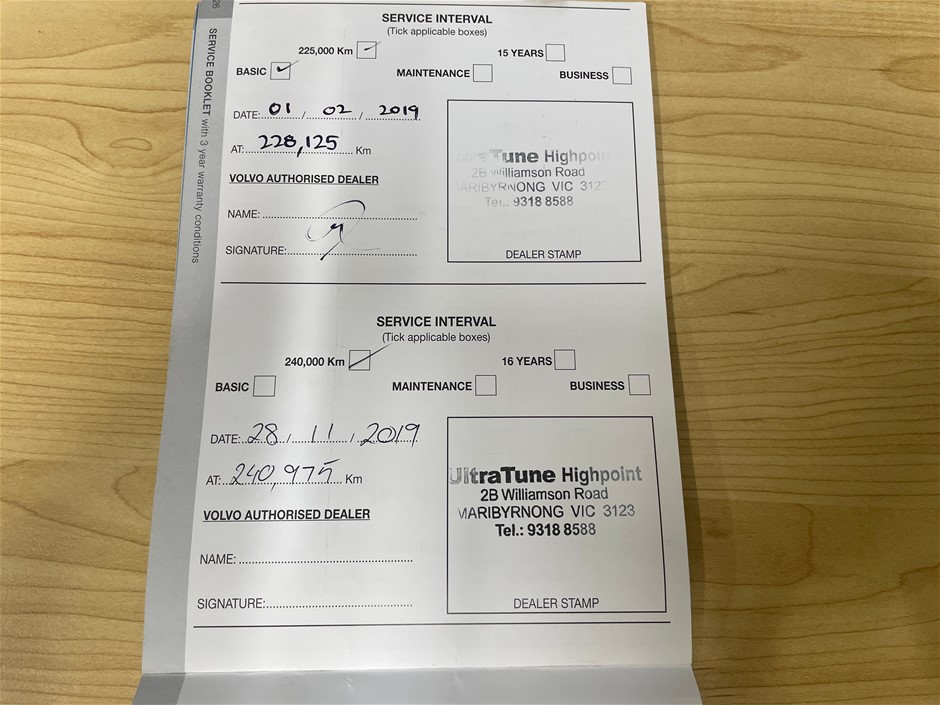 26
SERVICE BOOKLET with 3 year warranty conditions
SERVICE INTERVAL
(Tick applicable boxes)
225,000 Km 15 YEARS
BASIC MAINTENANCE BUSINESS
DATE: 01 / 02 / 2019
AT: 228,125 Km
VOLVO AUTHORISED DEALER
NAME:
SIGNATURE:
Tune Highpoin
2B Williamson Road
ARIBYRNONG VIC 312
Tel.: 9318 8588
DEALER STAMP
SERVICE INTERVAL
(Tick applicable boxes)
240,000 Km 16 YEARS
BASIC MAINTENANCE BUSINESS
DATE: 28 / 11 / 2019
AT: 240,975 Km
VOLVO AUTHORISED DEALER
NAME:
SIGNATURE:
UltraTune Highpoint
2B Williamson Road
MARIBYRNONG VIC 3123
Tel.: 9318 8588
DEALER STAMP